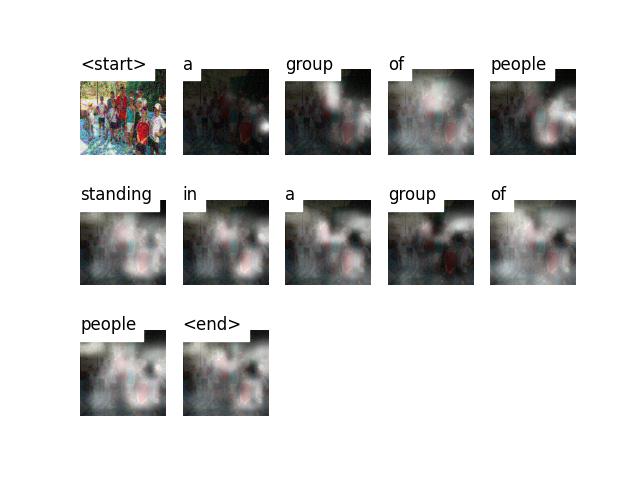 <start> a group of people
standing in a group of
people <end>